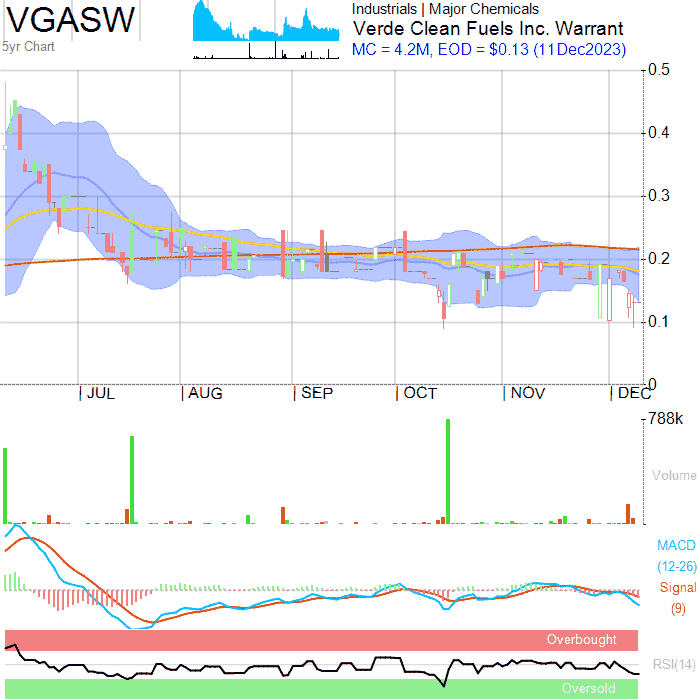 VGASW
5yr Chart
Industrials | Major Chemicals
Verde Clean Fuels Inc. Warrant
MC = 4.2M, EOD = $0.13 (11Dec2023)
0.5
0.4
0.3
0.2
0.1
0
JUL
AUG
SEP
OCT
NOV
DEC
788k
Volume
MACD
(12-26)
Signal
(9)
Overbought
RSI(14)
Oversold